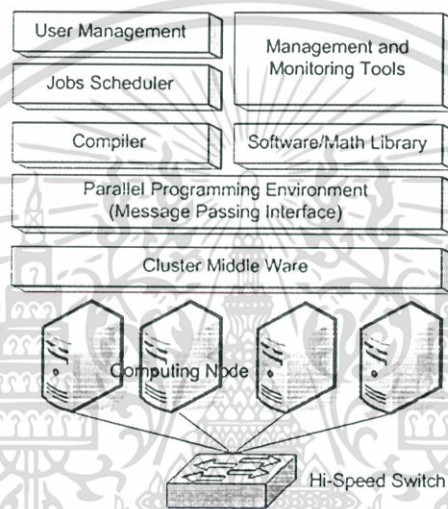 User Management
Management and
Monitoring Tools
Jobs Scheduler
Compiler
Software/Math Library
Parallel Programming Environment
(Message Passing Interface)
Cluster Middle Ware
Computing Node
Hi-Speed Switch